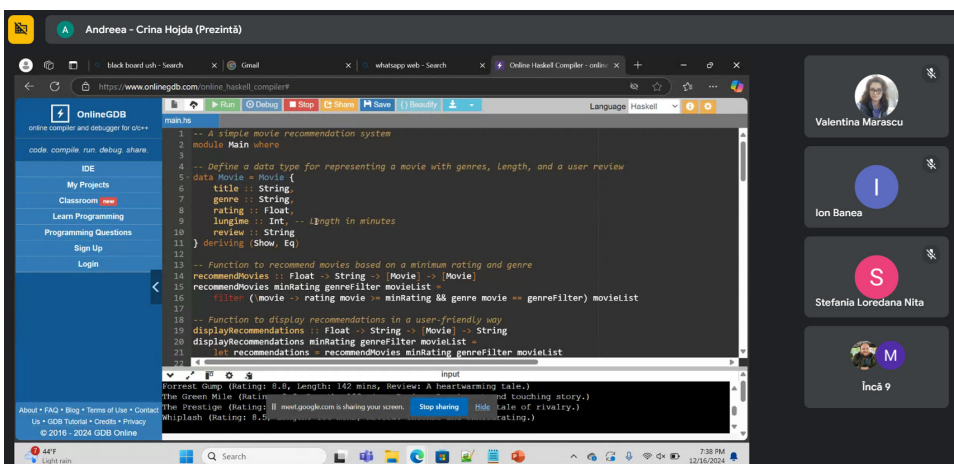 A Andreea - Crina Hojda (Prezintă)
black board ush - Search
Gmail
whatsapp web - Search
Online Haskell Compiler - online
https://www.onlinegdb.com/online_haskell_compiler#
OnlineGDB
online compiler and debugger for c/c++
code. compile. run. debug. share.
IDE
My Projects
Classroom new
Learn Programming
Programming Questions
Sign Up
Login
About • FAQ • Blog • Terms of Use • Contact
Us • GDB Tutorial • Credits • Privacy
© 2016 - 2024 GDB Online
Run Debug Stop Share Save { } Beautify
Language Haskell
main.hs
1 -- A simple movie recommendation system
2 module Main where
3
4 -- Define a data type for representing a movie with genres, length, and a user review
5 data Movie = Movie {
6 title :: String,
7 genre :: String,
8 rating :: Float,
9 lungime :: Int, -- Length in minutes
10 review :: String
11 } deriving (Show, Eq)
12
13 -- Function to recommend movies based on a minimum rating and genre
14 recommendMovies :: Float -> String -> [Movie] -> [Movie]
15 recommendMovies minRating genreFilter movieList =
16 filter (\movie -> rating movie >= minRating && genre movie == genreFilter) movieList
17
18 -- Function to display recommendations in a user-friendly way
19 displayRecommendations :: Float -> String -> [Movie] -> String
20 displayRecommendations minRating genreFilter movieList =
21 let recommendations = recommendMovies minRating genreFilter movieList
22
input
Forrest Gump (Rating: 8.8, Length: 142 mins, Review: A heartwarming tale.)
The Green Mile (Ratin nd touching story.)
The Prestige (Rating: tale of rivalry.)
Whiplash (Rating: 8.5, rating.)
meet.google.com is sharing your screen. Stop sharing Hide
44°F
Light rain
Search
7:38 PM
12/16/2024
Valentina Marascu
I
Ion Banea
S
Stefania Loredana Nita
M
Încă 9